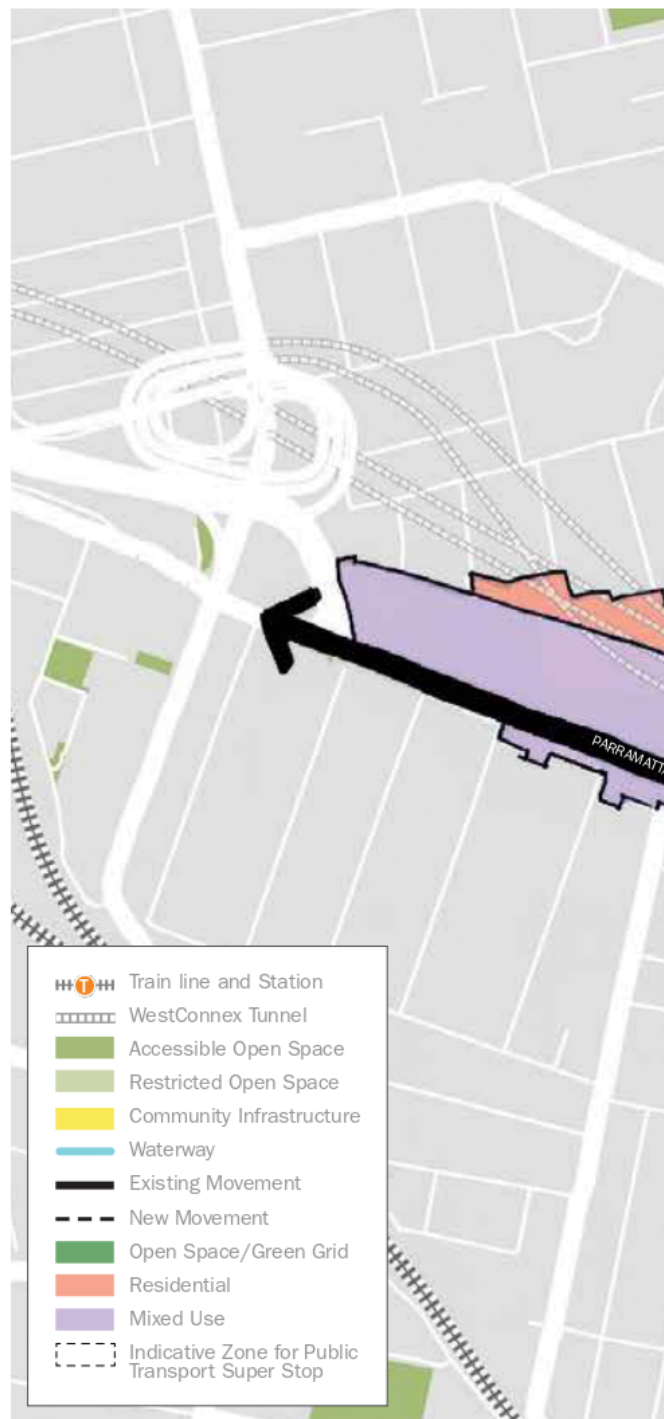 PARRAMATTA
T
Train line and Station
WestConnex Tunnel
Accessible Open Space
Restricted Open Space
Community Infrastructure
Waterway
Existing Movement
New Movement
Open Space/Green Grid
Residential
Mixed Use
Indicative Zone for Public
Transport Super Stop